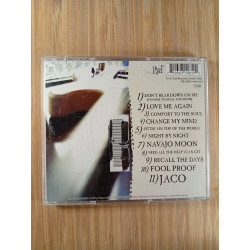 1) DON'T BEAR DOWN ON ME
2) LOVE ME AGAIN
3) COMFORT TO THE SOUL
4) CHANGE MY MIND
5) SITTIN' ON TOP OF THE WORLD
6) NIGHT BY NIGHT
7) NAVAJO MOON
8) NEED ALL THE HELP I CAN GET
9) RECALL THE DAYS
10) FOOL PROOF
11) JACO